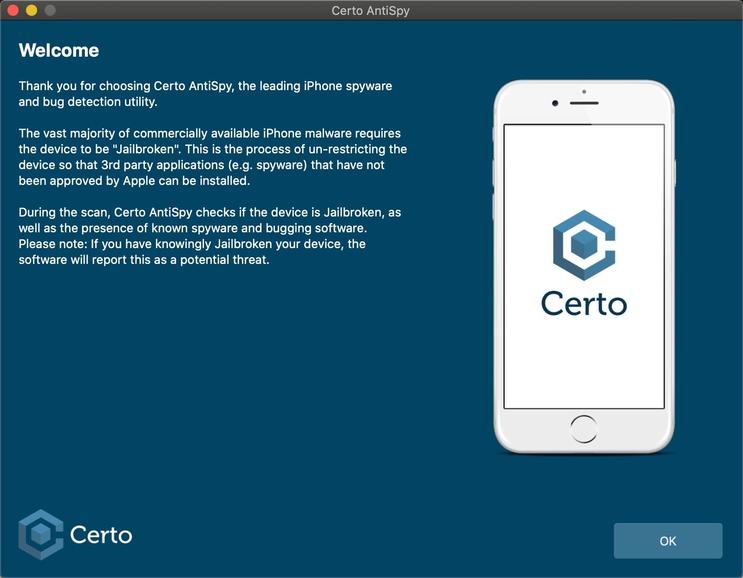 Certo AntiSpy
Welcome
Thank you for choosing Certo AntiSpy, the leading iPhone spyware
and bug detection utility.
The vast majority of commercially available iPhone malware requires
the device to be "Jailbroken". This is the process of un-restricting the
device so that 3rd party applications (e.g. spyware) that have not
been approved by Apple can be installed.
During the scan, Certo AntiSpy checks if the device is Jailbroken, as
well as the presence of known spyware and bugging software.
Please note: If you have knowingly Jailbroken your device, the
software will report this as a potential threat.
Certo
Certo
OK